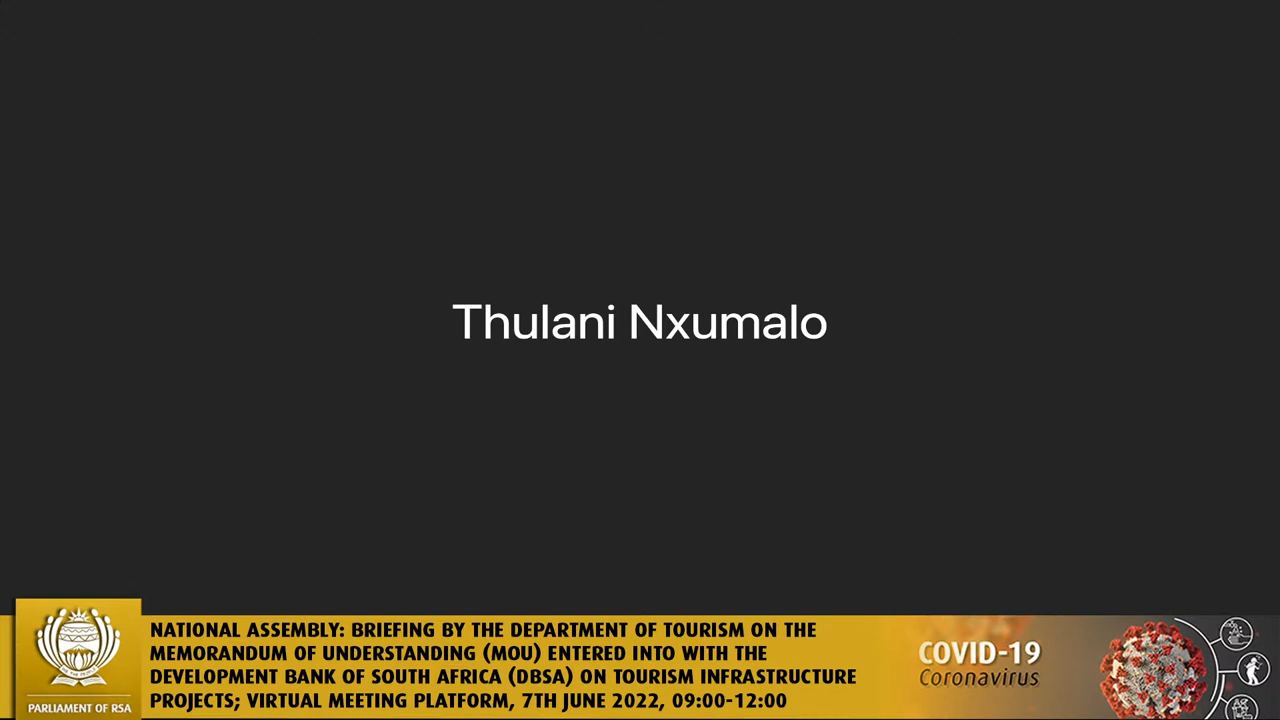 Thulani Nxumalo
NATIONAL ASSEMBLY: BRIEFING BY THE DEPARTMENT OF TOURISM ON THE
MEMORANDUM OF UNDERSTANDING (MOU) ENTERED INTO WITH THE
DEVELOPMENT BANK OF SOUTH AFRICA (DBSA) ON TOURISM INFRASTRUCTURE
PROJECTS; VIRTUAL MEETING PLATFORM, 7TH JUNE 2022, 09:00-12:00
PARLIAMENT OF RSA
COVID-19
Coronavirus